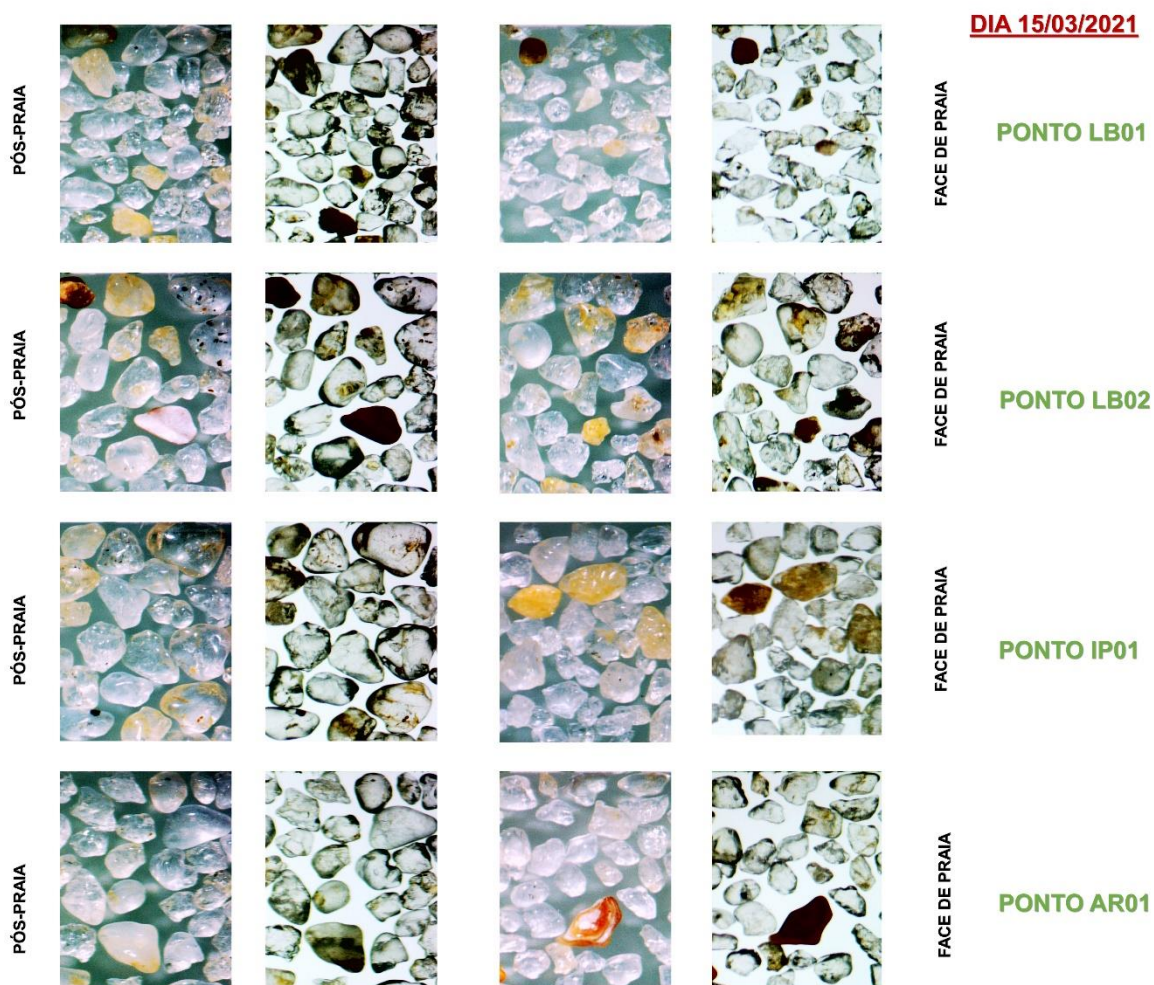 DIA 15/03/2021
PÓS-PRAIA
FACE DE PRAIA
PONTO LB01
PÓS-PRAIA
FACE DE PRAIA
PONTO LB02
PÓS-PRAIA
FACE DE PRAIA
PONTO IP01
PÓS-PRAIA
FACE DE PRAIA
PONTO AR01